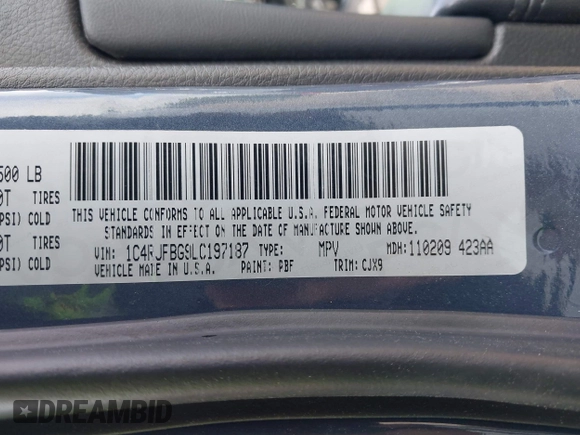 500 LB
0T TIRES
PSI) COLD
0T TIRES
PSI) COLD
THIS VEHICLE CONFORMS TO ALL APPLICABLE U.S.A. FEDERAL MOTOR VEHICLE SAFETY
STANDARDS IN EFFECT ON THE DATE OF MANUFACTURE SHOWN ABOVE.
VIN: 1C4RJFBG9LC197187 TYPE: MPV MDH: 110209 423AA
VEHICLE MADE IN U.S.A. PAINT: PBF TRIM: CJX9
DREAMBID